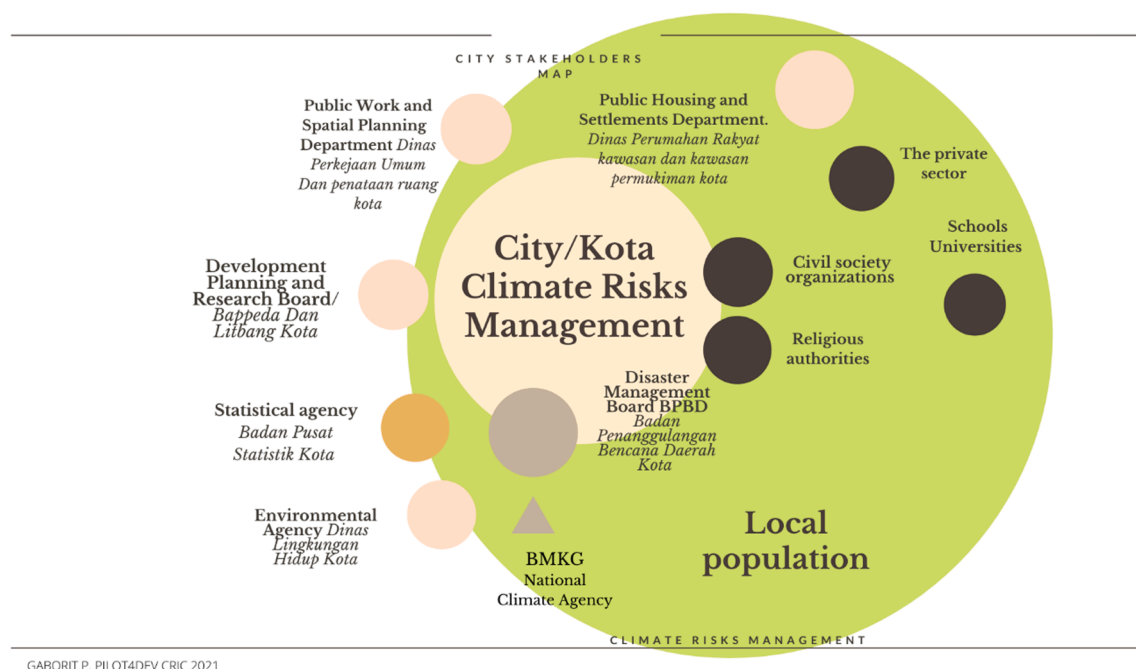 CITY STAKEHOLDERS
MAP
Public Work and
Spatial Planning
Department Dinas
Perkejaan Umum
Dan penataan ruang
kota
Public Housing and
Settlements Department.
Dinas Perumahan Rakyat
kawasan dan kawasan
permukiman kota
The private
sector
Schools
Universities
City/Kota
Climate Risks
Management
Civil society
organizations
Religious
authorities
Development
Planning and
Research Board/
Bappeda Dan
Litbang Kota
Disaster
Management
Board BPBD
Badan
Penanggulangan
Bencana Daerah
Kota
Statistical agency
Badan Pusat
Statistik Kota
Environmental
Agency Dinas
Lingkungan
Hidup Kota
BMKG
National
Climate Agency
Local
population
CLIMATE RISKS MANAGEMENT
GABORIT P. PILOT4DEV CRIC 2021